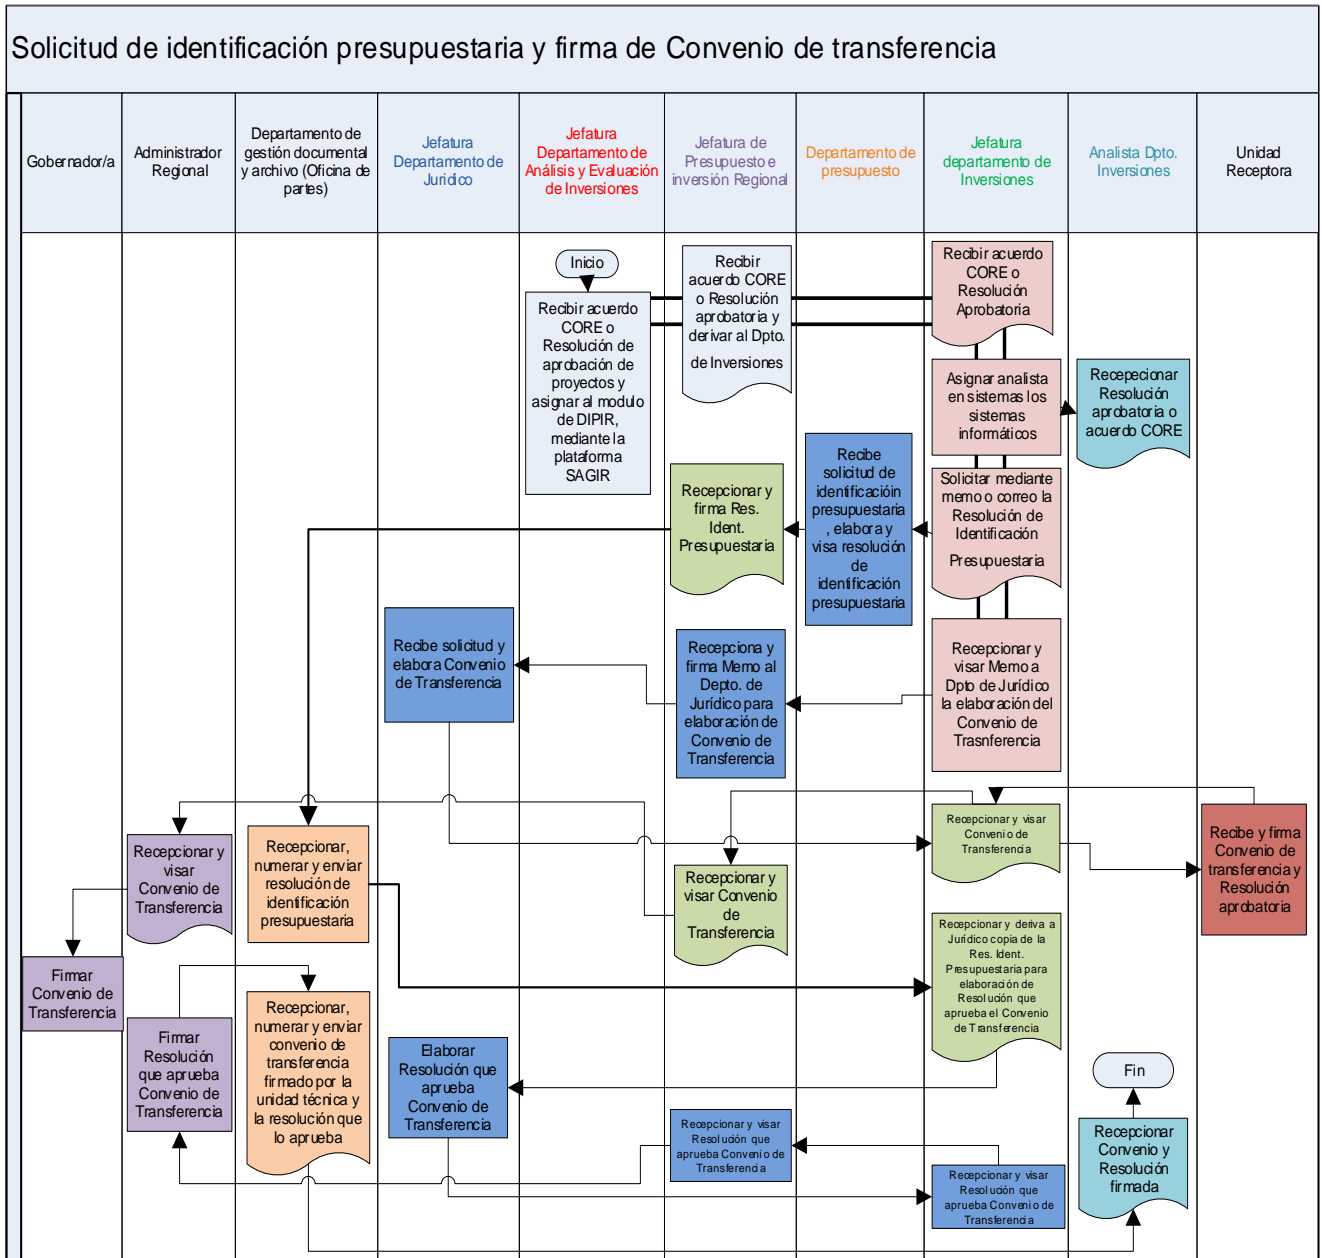 Solicitud de identificación presupuestaria y firma de Convenio de transferencia
Gobernador/a
Administrador
Regional
Departamento de
gestión documental
y archivo (Oficina de
partes)
Jefatura
Departamento de
Juridico
Jefatura
Departamento de
Análisis y Evaluación
de Inversiones
Jefatura de
Presupuesto e
inversión Regional
Departamento de
presupuesto
Jefatura
departamento de
Inversiones
Analista Dpto.
Inversiones
Unidad
Receptora
Inicio
Recibir acuerdo
CORE o
Resolución de
aprobación de
proyectos y
asignar al modulo
de DIPIR,
mediante la
plataforma
SAGIR
Recibir
acuerdo CORE
o Resolución
aprobatoria y
derivar al Dpto.
de Inversiones
Recibir acuerdo
CORE o
Resolución
Aprobatoria
Asignar analista
en sistemas los
sistemas
informáticos
Recepecionar
Resolución
aprobatoria o
acuerdo CORE
Solicitar mediante
memo o correo la
Resolución de
Identificación
Presupuestaria
Recibe
solicitud de
identificacióin
presupuestaria
, elabora y
visa resolución
de
identificación
presupuestaria
Recepcionar y
firma Res.
Ident.
Presupuestaria
Recibe solicitud y
elabora Convenio
de Transferencia
Recepciona y
firma Memo al
Depto. de
Jurídico para
elaboración de
Convenio de
Transferencia
Recepcionar y
visar Memo a
Dpto de Jurídico
la elaboración del
Convenio de
Trasnferencia
Recepcionar y
visar
Convenio de
Transferencia
Recepcionar,
numerar y enviar
resolución de
identificación
presupuestaria
Recepcionar y
visar Convenio
de
Transferencia
Recepcionar y visar
Convenio de
Transferencia
Recibe y firma
Convenio de
transferencia y
Resolución
aprobatoria
Firmar
Convenio de
Transferencia
Firmar
Resolución
que aprueba
Convenio de
Transferencia
Recepcionar,
numerar y enviar
convenio de
transferencia
firmado por la
unidad técnica y
la resolución que
lo aprueba
Elaborar
Resolución que
aprueba
Convenio de
Transferencia
Recepcionar y deriva a
Jurídico copia de la
Res. Ident.
Presupuestaria para
elaboración de
Resolución que
aprueba el Convenio
de Transferencia
Recepcionar y visar
Resolución que
aprueba Convenio de
Transferencia
Recepcionar y visar
Resolución que
aprueba Convenio de
Transferencia
Fin
Recepcionar
Convenio y
Resolución
firmada